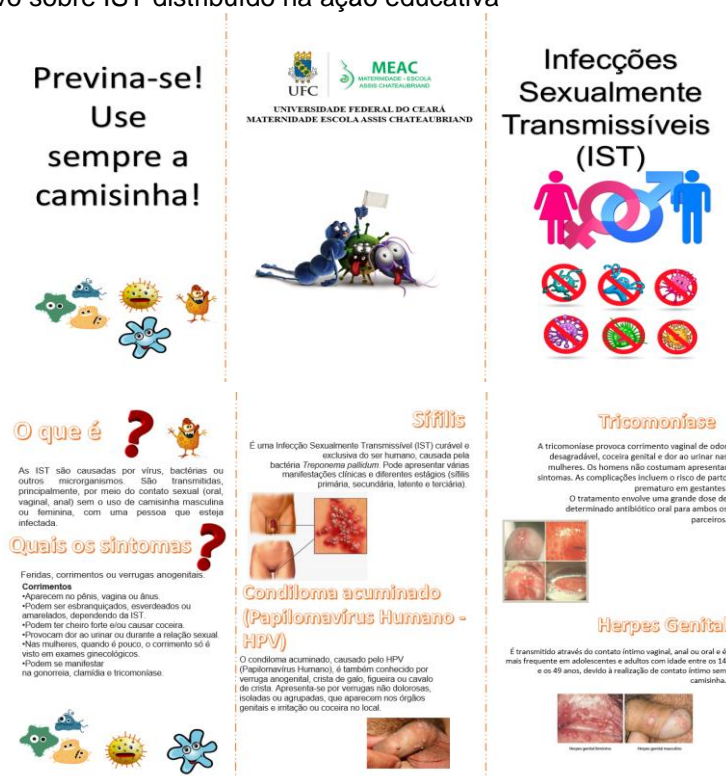 vo sobre IST distribuído na ação educativa
Previna-se!
Use
sempre a
camisinha!
UFC
MEAC
MATERNIDADE - ESCOLA
ASSIS CHATEAUBRIAND
UNIVERSIDADE FEDERAL DO CEARÁ
MATERNIDADE ESCOLA ASSIS CHATEAUBRIAND
Infecções
Sexualmente
Transmissíveis
(IST)
O que é ?
As IST são causadas por vírus, bactérias ou
outros microrganismos. São transmitidas,
principalmente, por meio do contato sexual (oral,
vaginal, anal) sem o uso de camisinha masculina
ou feminina, com uma pessoa que esteja
infectada.
Quais os sintomas ?
Feridas, corrimentos ou verrugas anogenitais.
Corrimentos
•Aparecem no pênis, vagina ou ânus.
•Podem ser esbranquiçados, esverdeados ou
amarelados, dependendo da IST.
•Podem ter cheiro forte e/ou causar coceira.
•Provocam dor ao urinar ou durante a relação sexual.
•Nas mulheres, quando é pouco, o corrimento só é
visto em exames ginecológicos.
•Podem se manifestar
na gonorreia, clamídia e tricomoníase.
Sífilis
É uma Infecção Sexualmente Transmissível (IST) curável e
exclusiva do ser humano, causada pela
bactéria Treponema pallidum. Pode apresentar várias
manifestações clínicas e diferentes estágios (sífilis
primária, secundária, latente e terciária).
Condiloma acuminado
(Papilomavírus Humano -
HPV)
O condiloma acuminado, causado pelo HPV
(Papilomavírus Humano), é também conhecido por
verruga anogenital, crista de galo, figueira ou cavalo
de crista. Apresenta-se por verrugas não dolorosas,
isoladas ou agrupadas, que aparecem nos órgãos
genitais e irritação ou coceira no local.
Tricomoníase
A tricomoníase provoca corrimento vaginal de odor
desagradável, coceira genital e dor ao urinar nas
mulheres. Os homens não costumam apresentar
sintomas. As complicações incluem o risco de parto
prematuro em gestantes.
O tratamento envolve uma grande dose de
determinado antibiótico oral para ambos os
parceiros.
Herpes Genital
É transmitido através do contato íntimo vaginal, anal ou oral e é
mais frequente em adolescentes e adultos com idade entre os 14
e os 49 anos, devido à realização de contato íntimo sem
camisinha.
Herpes genital feminino
Herpes genital masculino